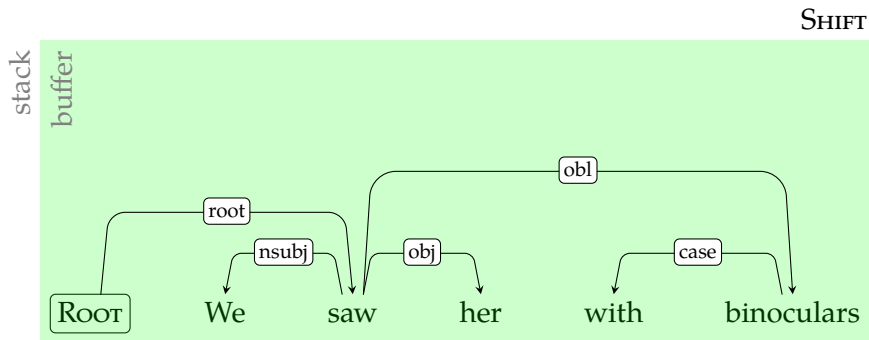 SHIFT
stack
buffer
obl
root
nsubj
obj
case
ROOT We saw her with binoculars